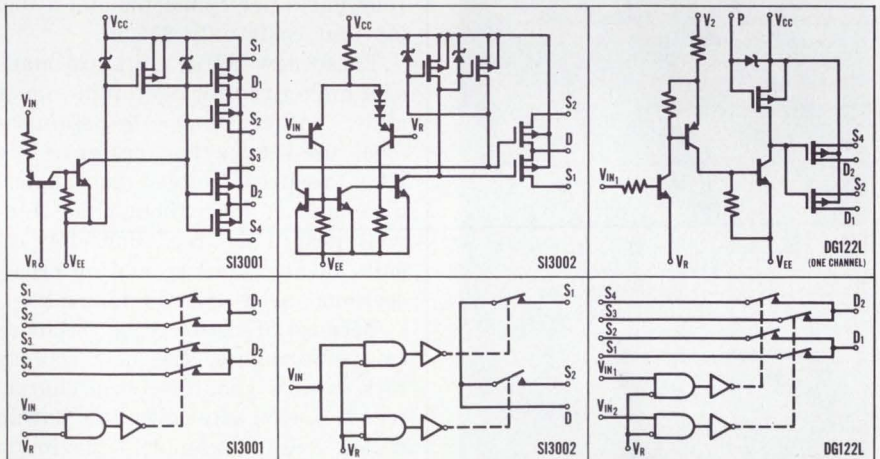 VCC
S1
D1
S2
VIN
S3
D2
S4
VR
VEE
SI3001
VCC
VIN
VR
S2
D
S1
VEE
SI3002
V2
P
VCC
S4
D2
S2
D1
VIN1
VR
VEE
DG122L
(ONE CHANNEL)
S1
S2
S3
S4
D1
D2
VIN
VR
SI3001
S1
VIN
S2
D
VR
SI3002
S4
S3
S2
S1
D2
D1
VIN1
VIN2
VR
DG122L